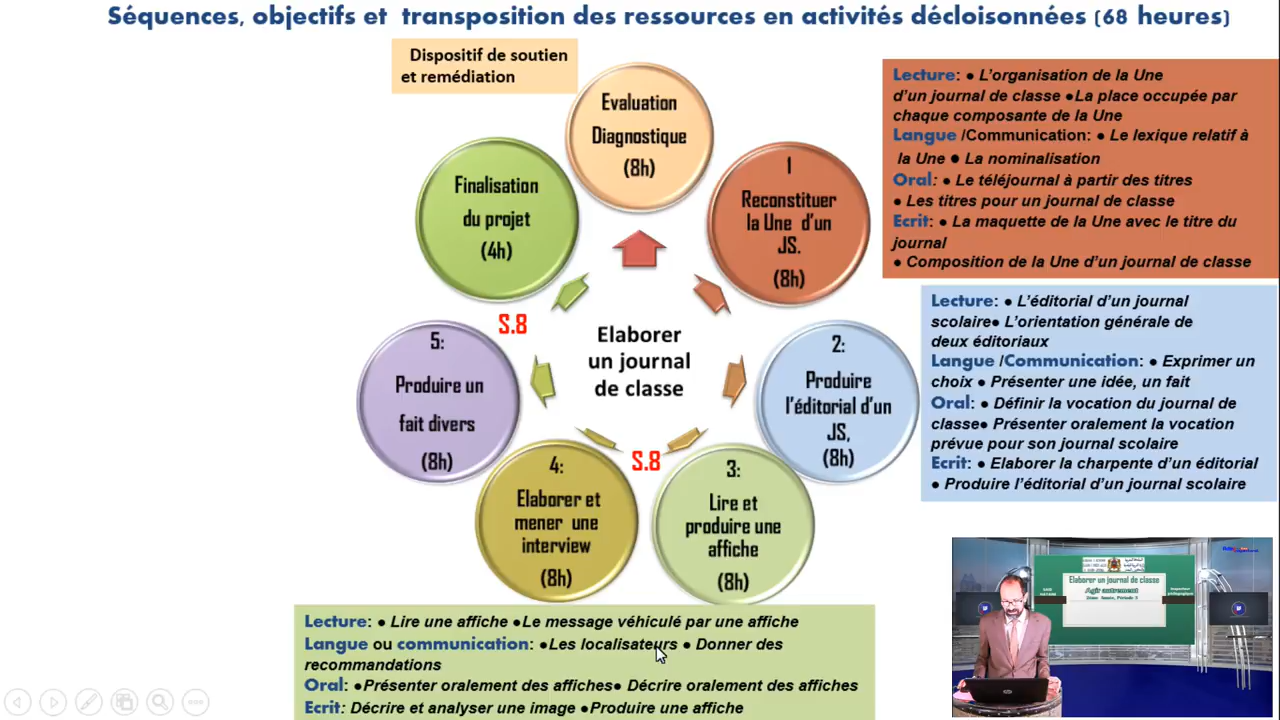 Séquences, objectifs et transposition des ressources en activités décloisonnées (68 heures)
Dispositif de soutien
et remédiation
Evaluation
Diagnostique
(8h)
1
Reconstituer
la Une d'un
JS.
(8h)
2:
Produire
l'éditorial d'un
JS,
(8h)
3:
Lire et
produire une
affiche
(8h)
4:
Elaborer et
mener une
interview
(8h)
5:
Produire un
fait divers
(8h)
Finalisation
du projet
(4h)
S.8
S.8
Elaborer
un journal
de classe
Lecture: ● L'organisation de la Une
d'un journal de classe ●La place occupée par
chaque composante de la Une
Langue /Communication: ● Le lexique relatif à
la Une ● La nominalisation
Oral: ● Le téléjournal à partir des titres
● Les titres pour un journal de classe
Ecrit: ● La maquette de la Une avec le titre du
journal
● Composition de la Une d'un journal de classe
Lecture: ● L'éditorial d'un journal
scolaire● L'orientation générale de
deux éditoriaux
Langue /Communication: ● Exprimer un
choix ● Présenter une idée, un fait
Oral: ● Définir la vocation du journal de
classe● Présenter oralement la vocation
prévue pour son journal scolaire
Ecrit: ● Elaborer la charpente d'un éditorial
● Produire l'éditorial d'un journal scolaire
Lecture: ● Lire une affiche ●Le message véhiculé par une affiche
Langue ou communication: ●Les localisateurs ● Donner des
recommandations
Oral: ●Présenter oralement des affiches● Décrire oralement des affiches
Ecrit: Décrire et analyser une image ●Produire une affiche
Elaborer un journal de classe
Agir autrement